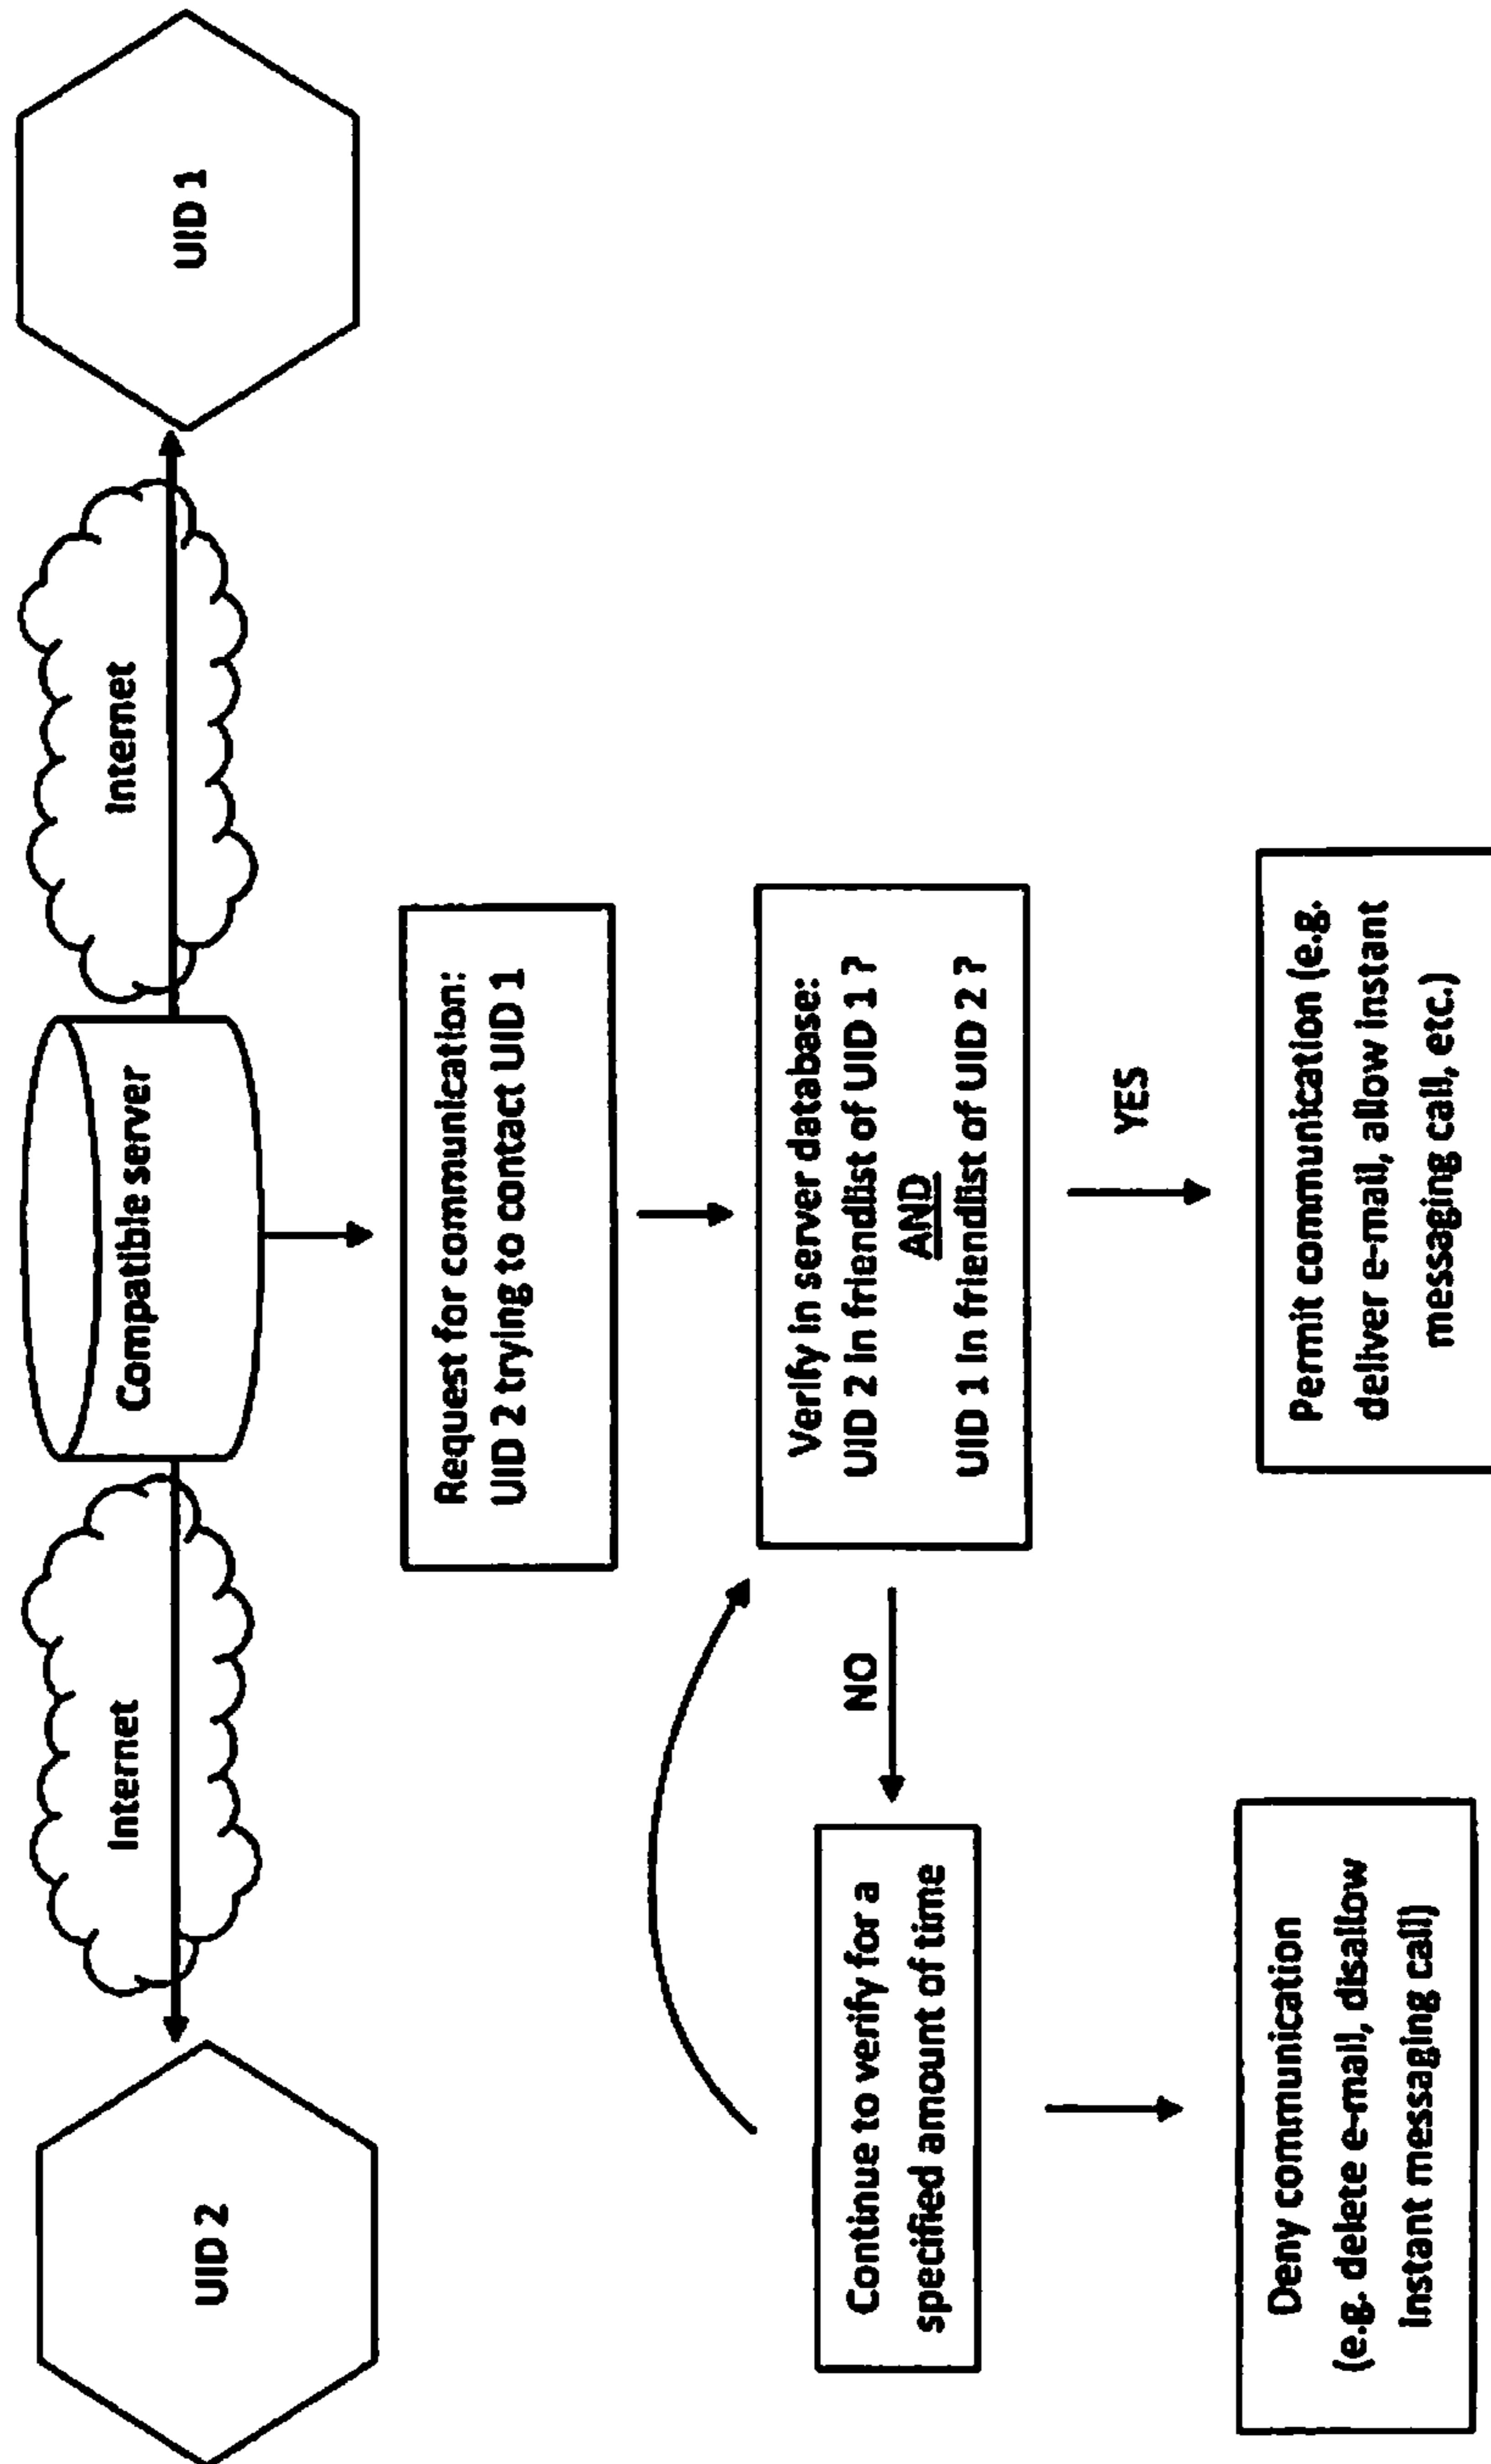 UID 2
Internet
Compatible server
Internet
UID 1
Request for communication:
UID 2 trying to contact UID 1
Verify in server database:
UID 2 in friendlist of UID 1 ?
AND
UID 1 in friendlist of UID 2 ?
NO
Continue to verify for a
specified amount of time
YES
Deny communication
(e.g. delete e-mail, disallow
instant messaging call)
Permit communication (e.g.
deliver e-mail, allow instant
messaging call, etc.)